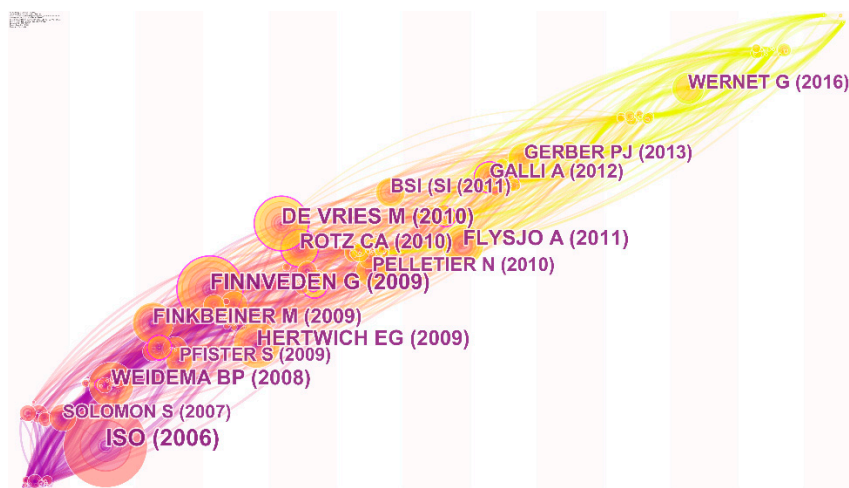 WERNET G (2016)
GERBER PJ (2013)
GALLI A (2012)
BSI (SI (2011)
DE VRIES M (2010)
ROTZ CA (2010)
FLYSJO A (2011)
PELLETIER N (2010)
FINNVEDEN G (2009)
FINKBEINER M (2009)
HERTWICH EG (2009)
PFISTER S (2009)
WEIDEMA BP (2008)
SOLOMON S (2007)
ISO (2006)